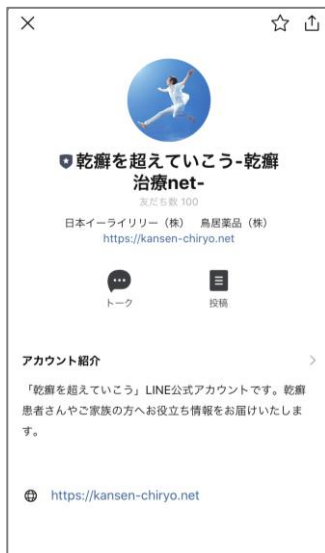 乾癬を超えていこう-乾癬
治療net-
友だち数 100
日本イーライリリー（株）　鳥居薬品（株）
https://kansen-chiryo.net
トーク
投稿
アカウント紹介
「乾癬を超えていこう」LINE公式アカウントです。乾癬
患者さんやご家族の方へお役立ち情報をお届けいたしま
す。
https://kansen-chiryo.net